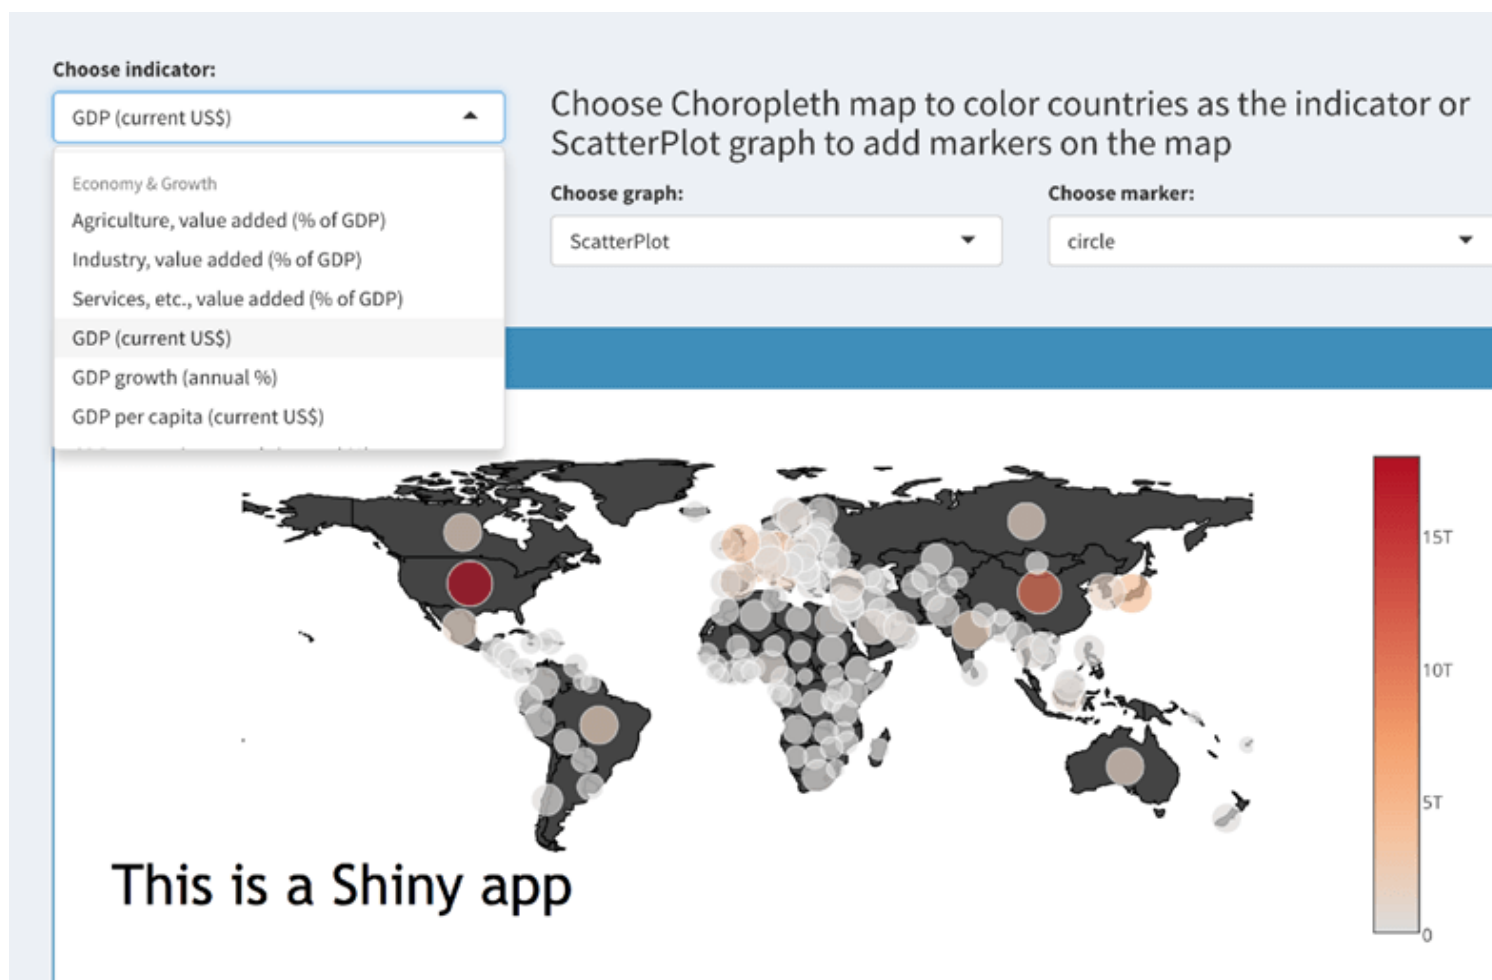 Choose indicator:
GDP (current US$)
Economy & Growth
Agriculture, value added (% of GDP)
Industry, value added (% of GDP)
Services, etc., value added (% of GDP)
GDP (current US$)
GDP growth (annual %)
GDP per capita (current US$)
Choose Choropleth map to color countries as the indicator or
ScatterPlot graph to add markers on the map
Choose graph:
ScatterPlot
Choose marker:
circle
15T
10T
5T
0
This is a Shiny app